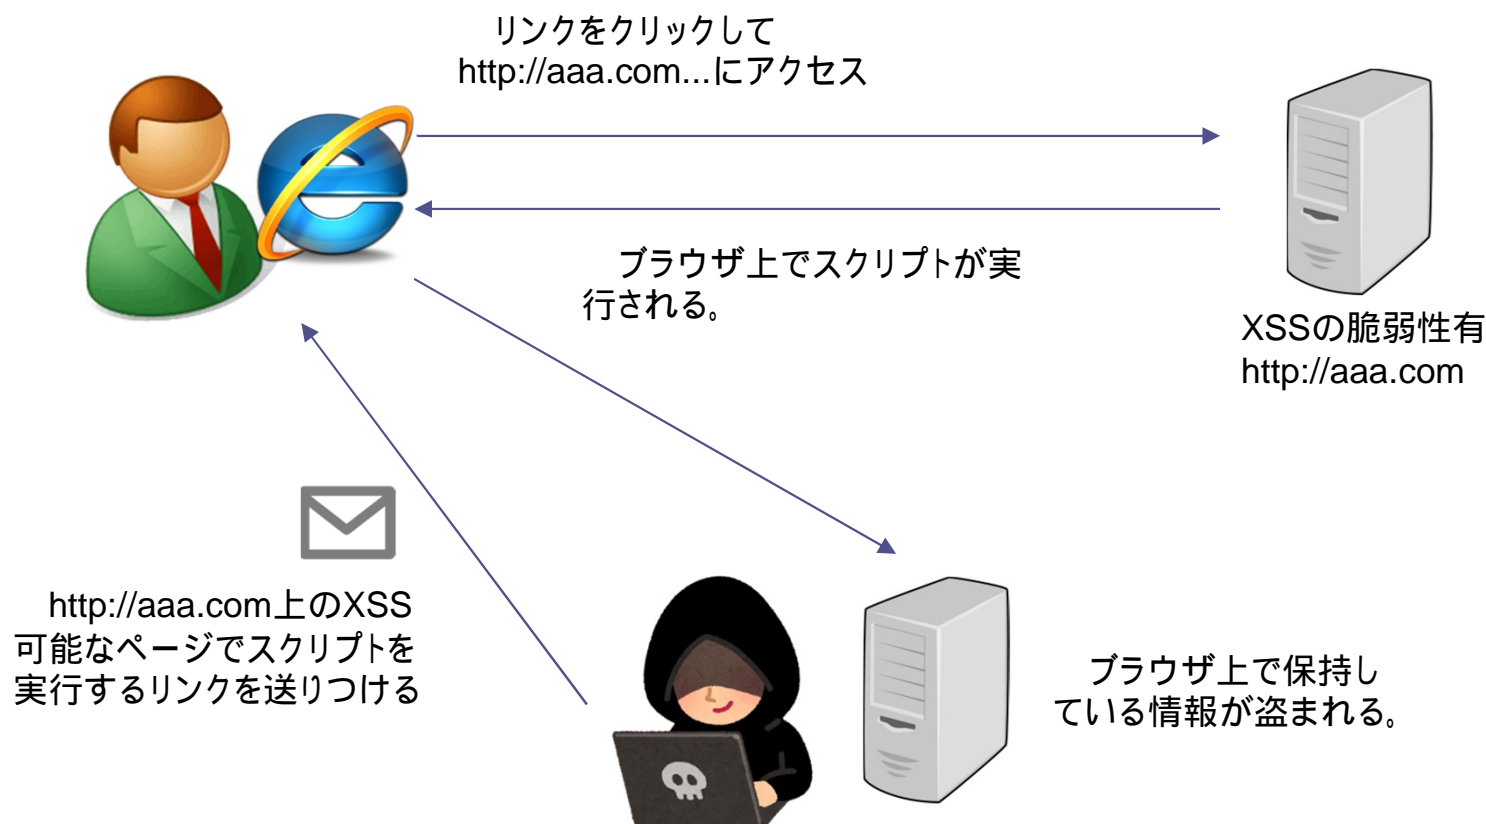 リンクをクリックして
http://aaa.com...にアクセス
ブラウザ上でスクリプトが実
行される。
XSSの脆弱性有
http://aaa.com
http://aaa.com上のXSS
可能なページでスクリプトを
実行するリンクを送りつける
ブラウザ上で保持し
ている情報が盗まれる。